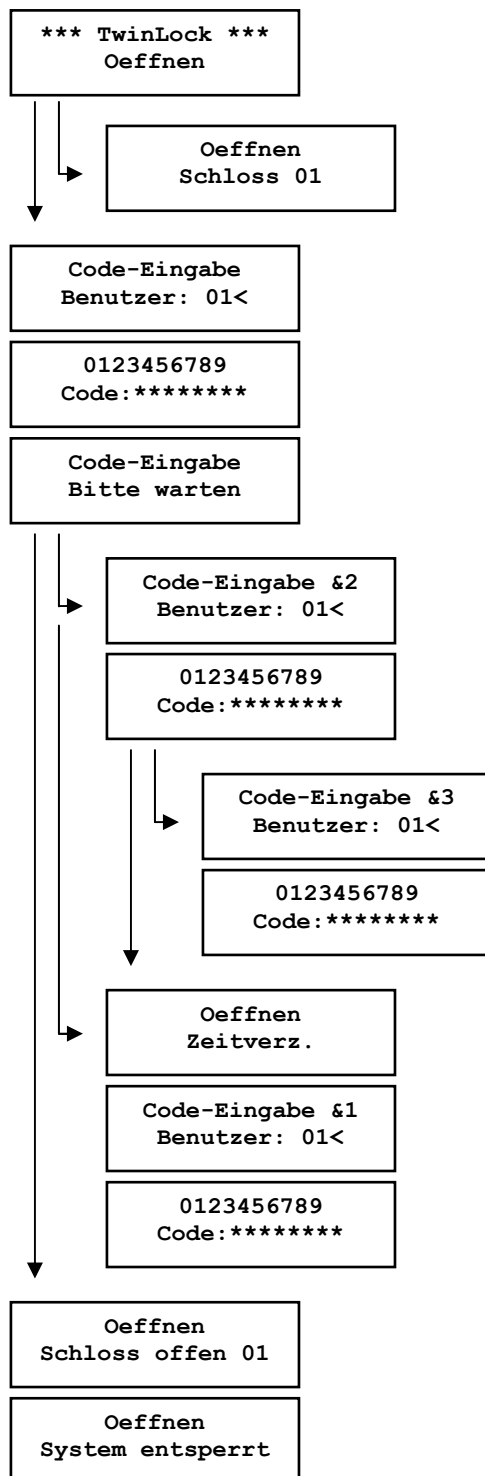 *** TwinLock ***
Oeffnen
Oeffnen
Schloss 01
Code-Eingabe
Benutzer: 01<
0123456789
Code:********
Code-Eingabe
Bitte warten
Code-Eingabe &2
Benutzer: 01<
0123456789
Code:********
Code-Eingabe &3
Benutzer: 01<
0123456789
Code:********
Oeffnen
Zeitverz.
Code-Eingabe &1
Benutzer: 01<
0123456789
Code:********
Oeffnen
Schloss offen 01
Oeffnen
System entsperrt